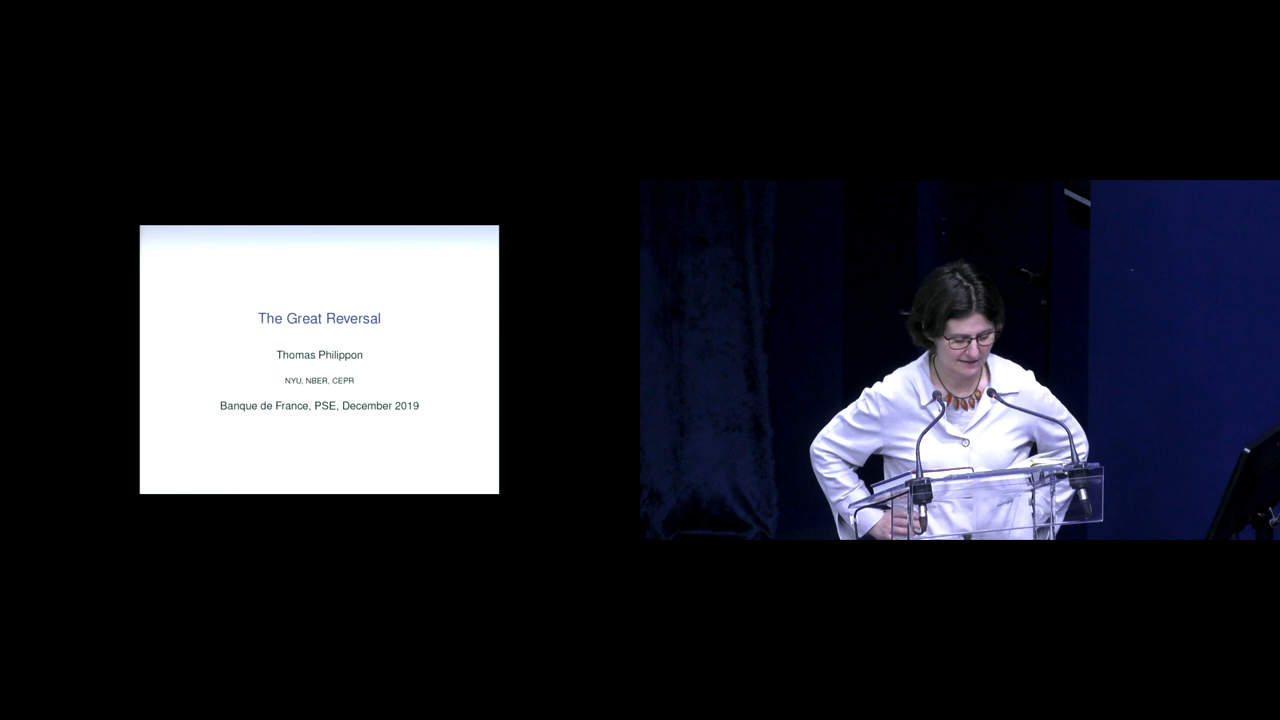 The Great Reversal
Thomas Philippon
NYU, NBER, CEPR
Banque de France, PSE, December 2019